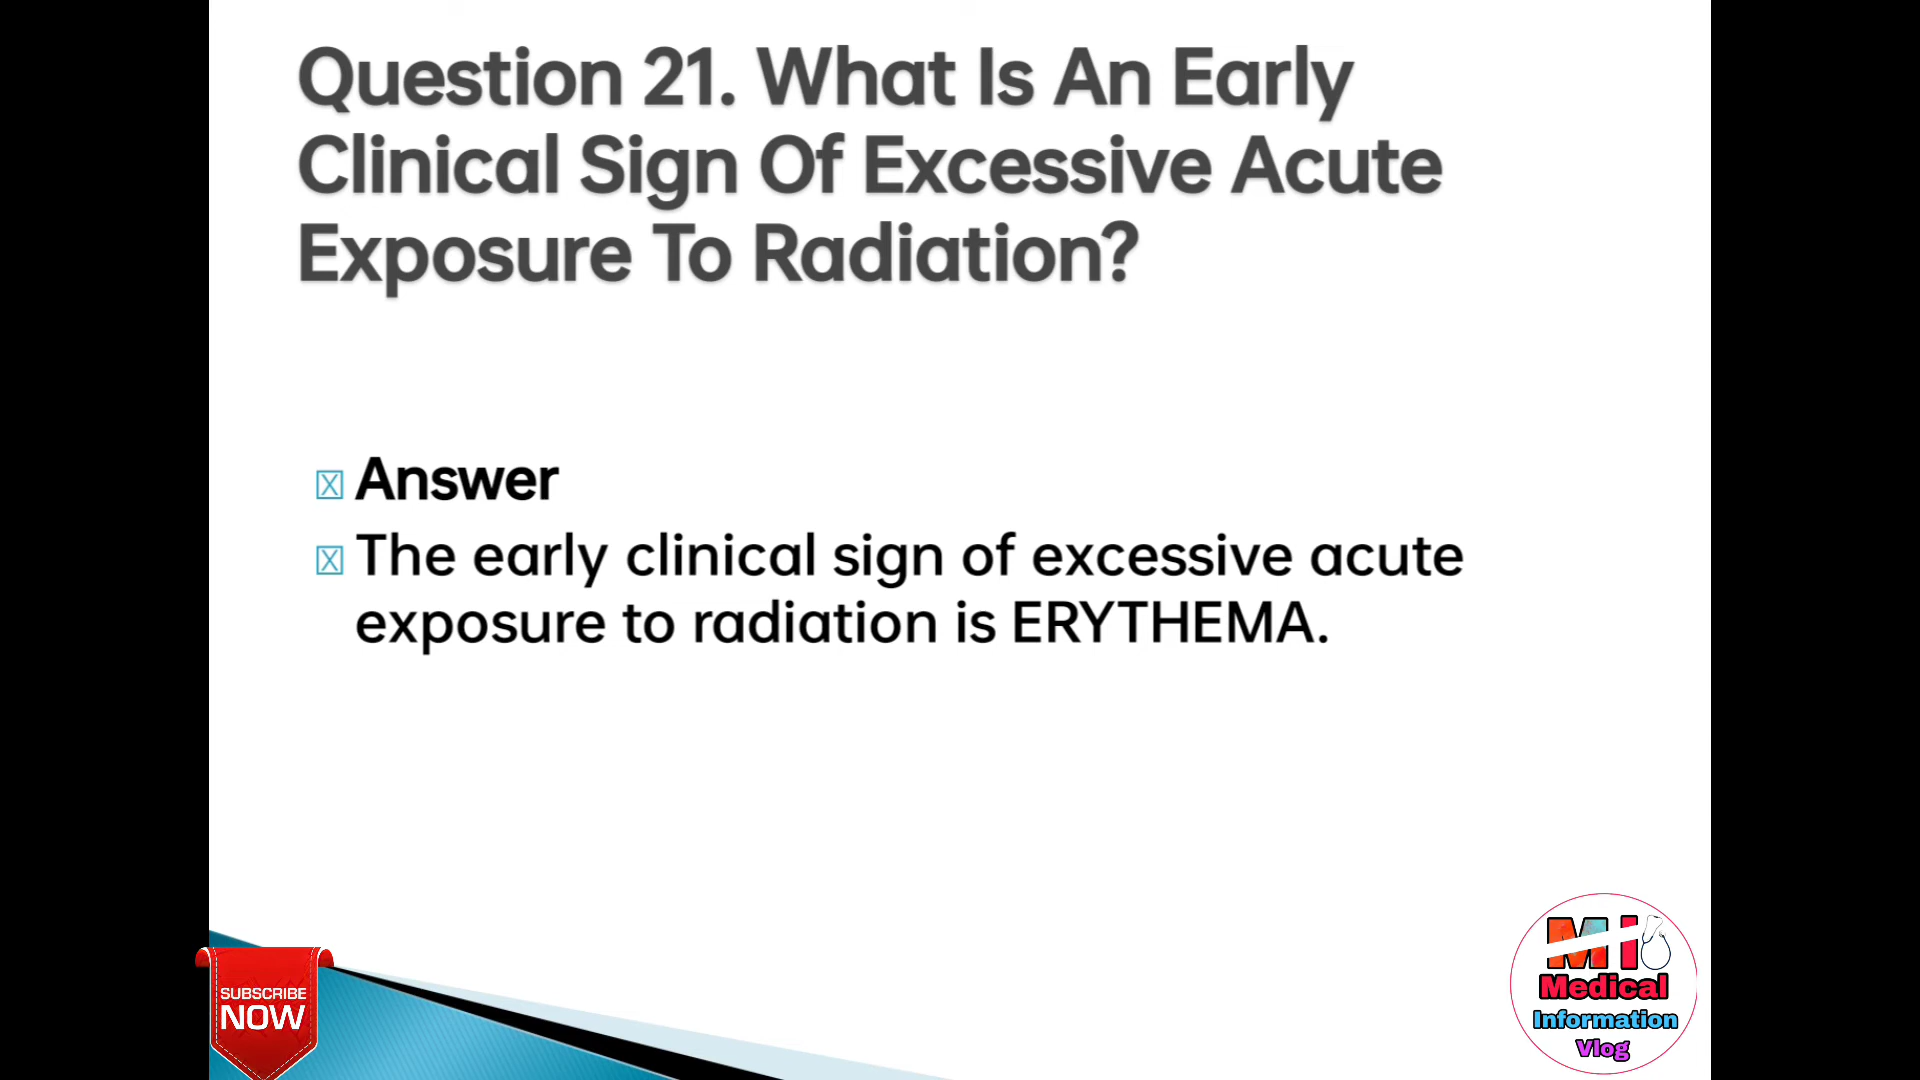 Question 21. What Is An Early
Clinical Sign Of Excessive Acute
Exposure To Radiation?
Answer
The early clinical sign of excessive acute
exposure to radiation is ERYTHEMA.
SUBSCRIBE
NOW
MI
Medical
Information
Vlog